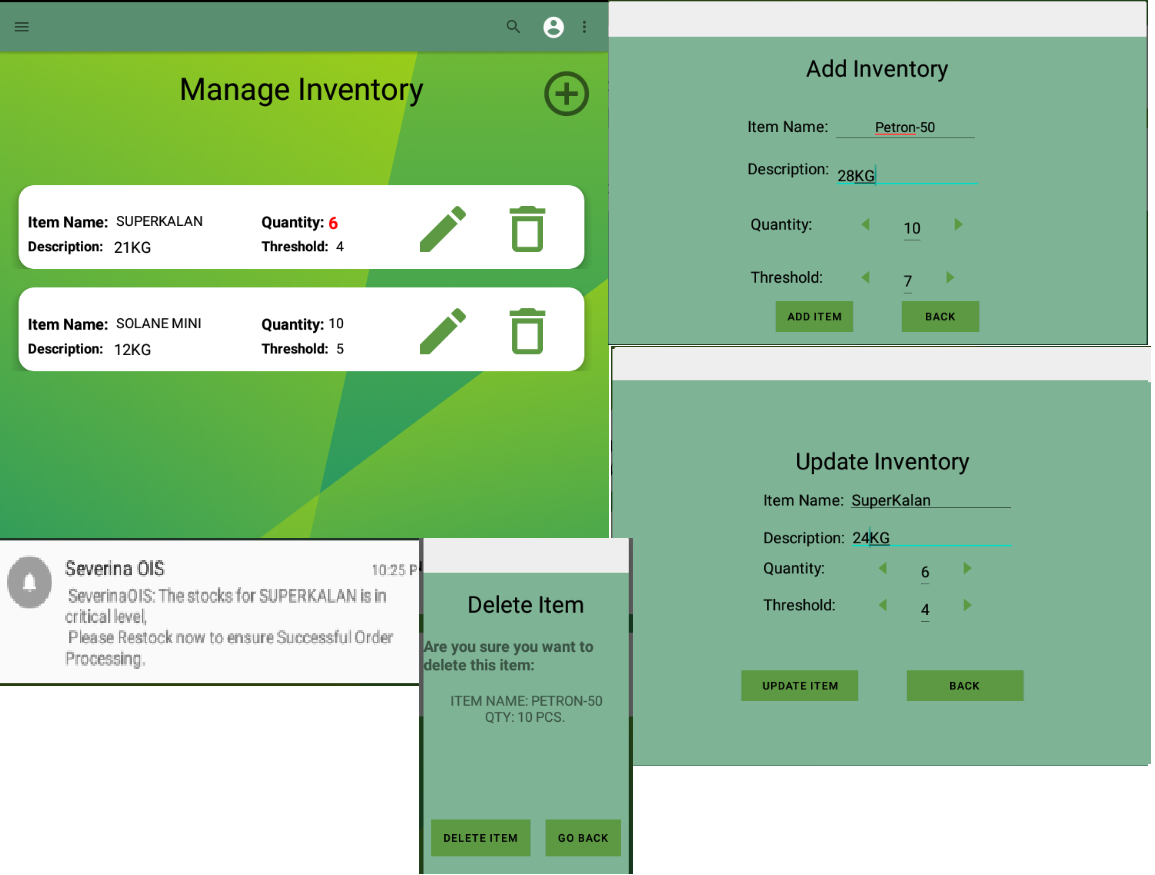 Manage Inventory
Item Name: SUPERKALAN Quantity: 6
Description: 21KG Threshold: 4
Item Name: SOLANE MINI Quantity: 10
Description: 12KG Threshold: 5
Add Inventory
Item Name: Petron-50
Description: 28KG
Quantity: 10
Threshold: 7
ADD ITEM BACK
Update Inventory
Item Name: SuperKalan
Description: 24KG
Quantity: 6
Threshold: 4
UPDATE ITEM BACK
Severina OIS 10:25 P
SeverinaOIS: The stocks for SUPERKALAN is in
critical level,
Please Restock now to ensure Successful Order
Processing.
Delete Item
Are you sure you want to
delete this item:
ITEM NAME: PETRON-50
QTY: 10 PCS.
DELETE ITEM GO BACK